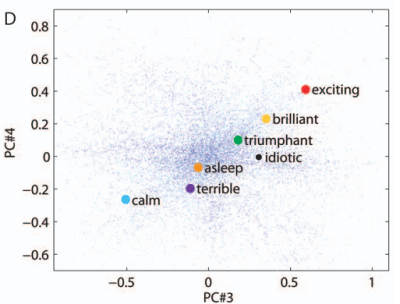 D
0.8
0.6
0.4
0.2
0
−0.2
−0.4
−0.6
PC#4
exciting
brilliant
triumphant
idiotic
asleep
terrible
calm
−0.5
0
0.5
1
PC#3